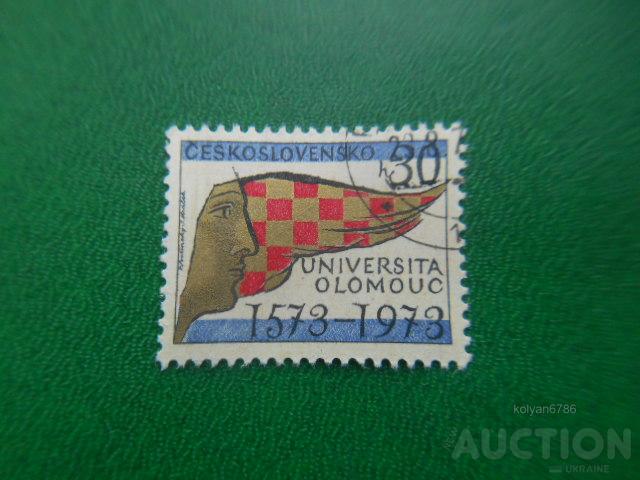 ČESKOSLOVENSKO
30
h
UNIVERSITA
OLOMOUC
1573–1973
kolyan6786
AUCTION
UKRAINE